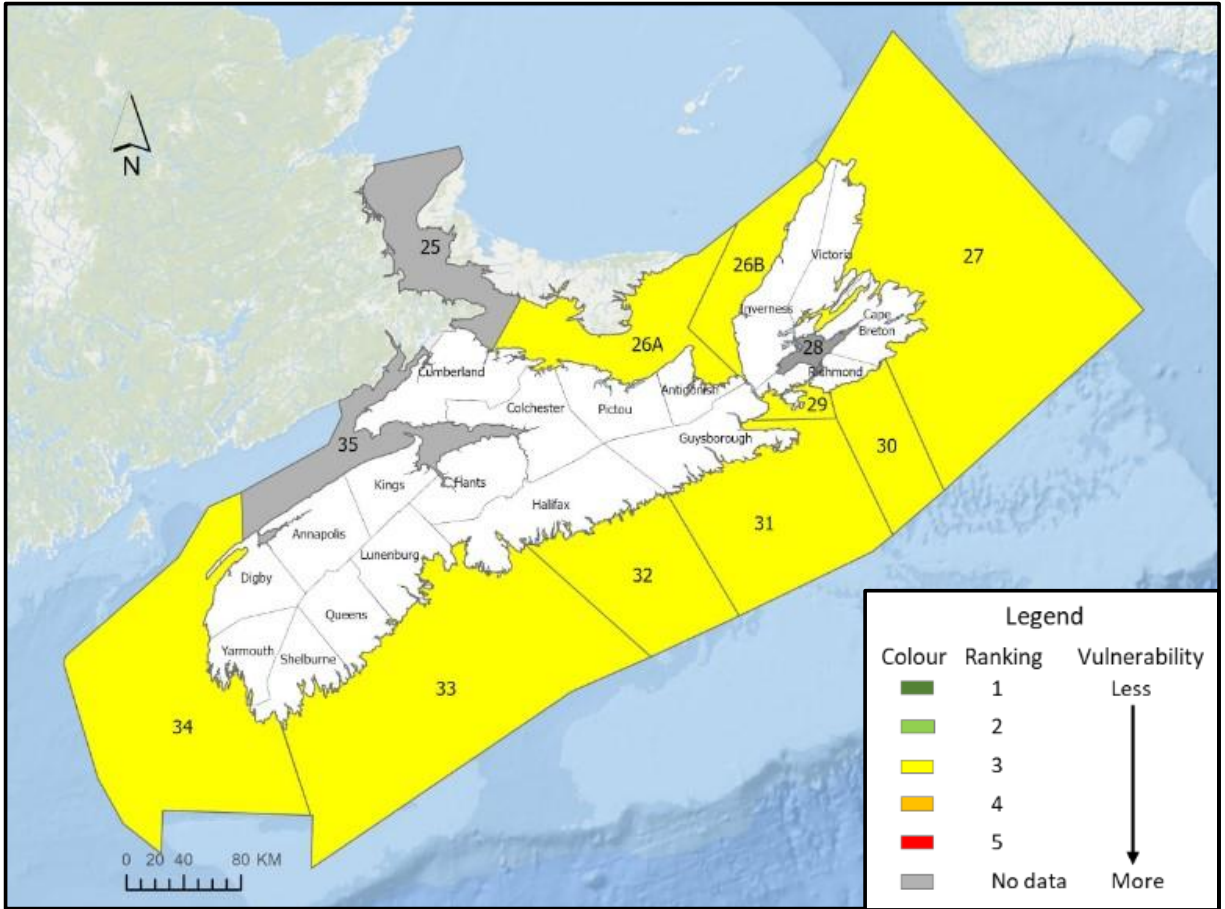 N
25
27
26B
Victoria
Inverness
Cape
Breton
28
26A
Richmond
Cumberland
Antigonish
29
Colchester
Pictou
Guysborough
30
35
Kings
C.Hants
Halifax
31
Annapolis
Lunenburg
32
Digby
Queens
Yarmouth
Shelburne
33
34
0 20 40 80 KM
Legend
Colour Ranking Vulnerability
1 Less
2
3
4
5
No data More